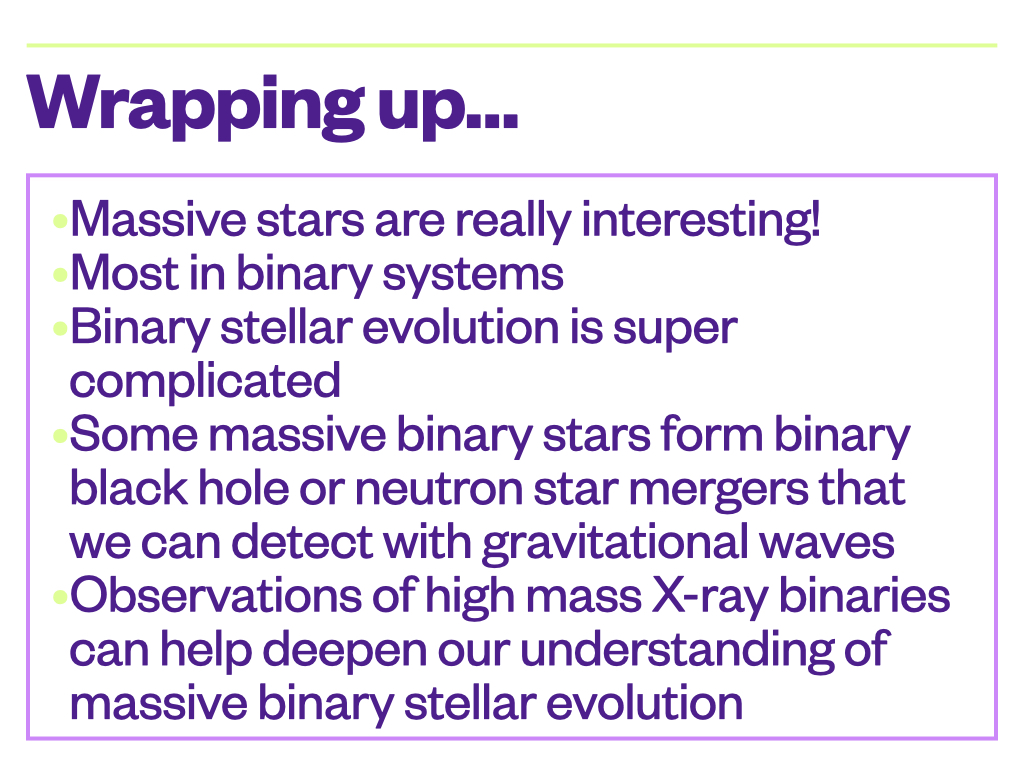 Wrapping up...
•Massive stars are really interesting!
•Most in binary systems
•Binary stellar evolution is super
complicated
•Some massive binary stars form binary
black hole or neutron star mergers that
we can detect with gravitational waves
•Observations of high mass X-ray binaries
can help deepen our understanding of
massive binary stellar evolution